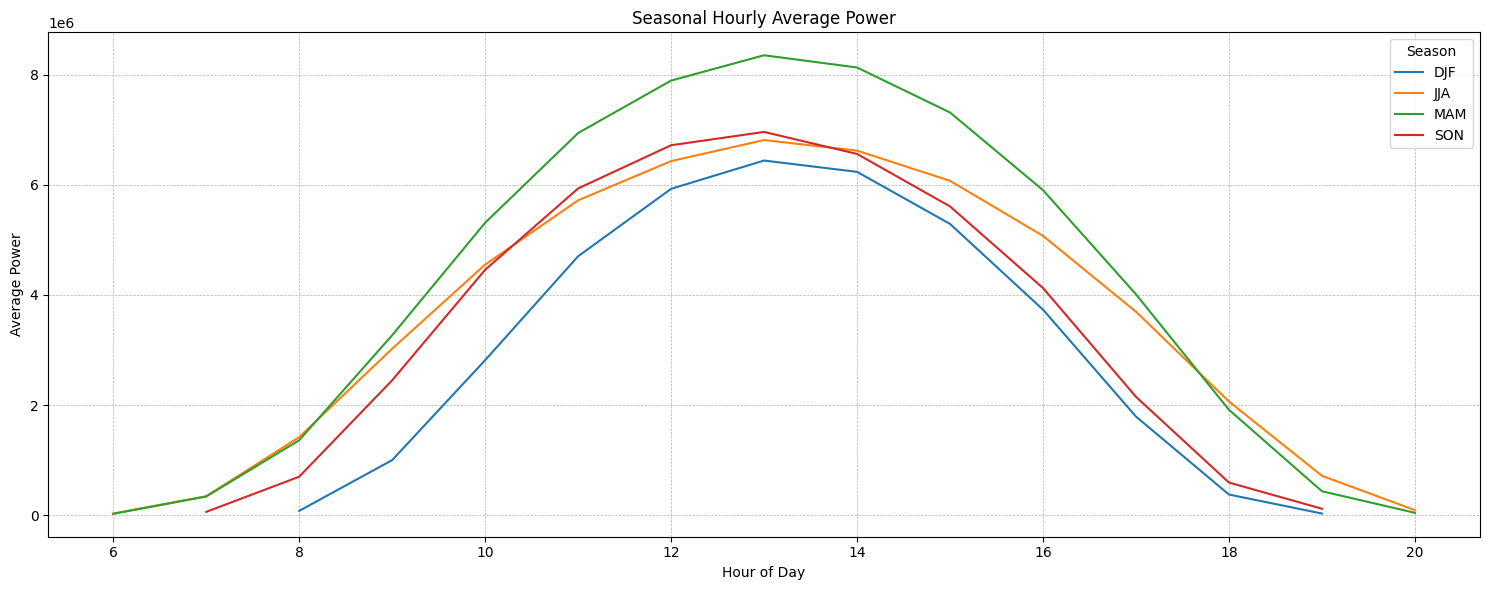 Seasonal Hourly Average Power
1e6
Season
DJF
JJA
MAM
SON
Average Power
8
6
4
2
0
6 8 10 12 14 16 18 20
Hour of Day